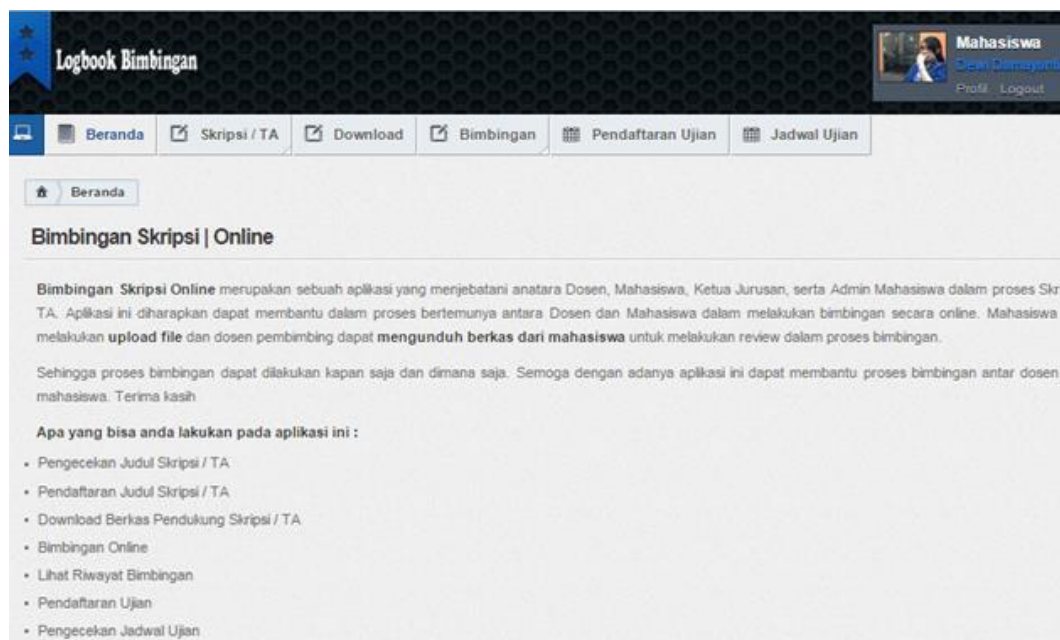 Logbook Bimbingan
Mahasiswa
Dewi Damayanti
Profil Logout
Beranda
Skripsi / TA
Download
Bimbingan
Pendaftaran Ujian
Jadwal Ujian
Beranda
Bimbingan Skripsi | Online
Bimbingan Skripsi Online merupakan sebuah aplikasi yang menjebatani anatara Dosen, Mahasiswa, Ketua Jurusan, serta Admin Mahasiswa dalam proses Skr
TA. Aplikasi ini diharapkan dapat membantu dalam proses bertemunya antara Dosen dan Mahasiswa dalam melakukan bimbingan secara online. Mahasiswa
melakukan upload file dan dosen pembimbing dapat mengunduh berkas dari mahasiswa untuk melakukan review dalam proses bimbingan.
Sehingga proses bimbingan dapat dilakukan kapan saja dan dimana saja. Semoga dengan adanya aplikasi ini dapat membantu proses bimbingan antar dosen
mahasiswa. Terima kasih
Apa yang bisa anda lakukan pada aplikasi ini :
• Pengecekan Judul Skripsi / TA
• Pendaftaran Judul Skripsi / TA
• Download Berkas Pendukung Skripsi / TA
• Bimbingan Online
• Lihat Riwayat Bimbingan
• Pendaftaran Ujian
• Pengecekan Jadwal Ujian